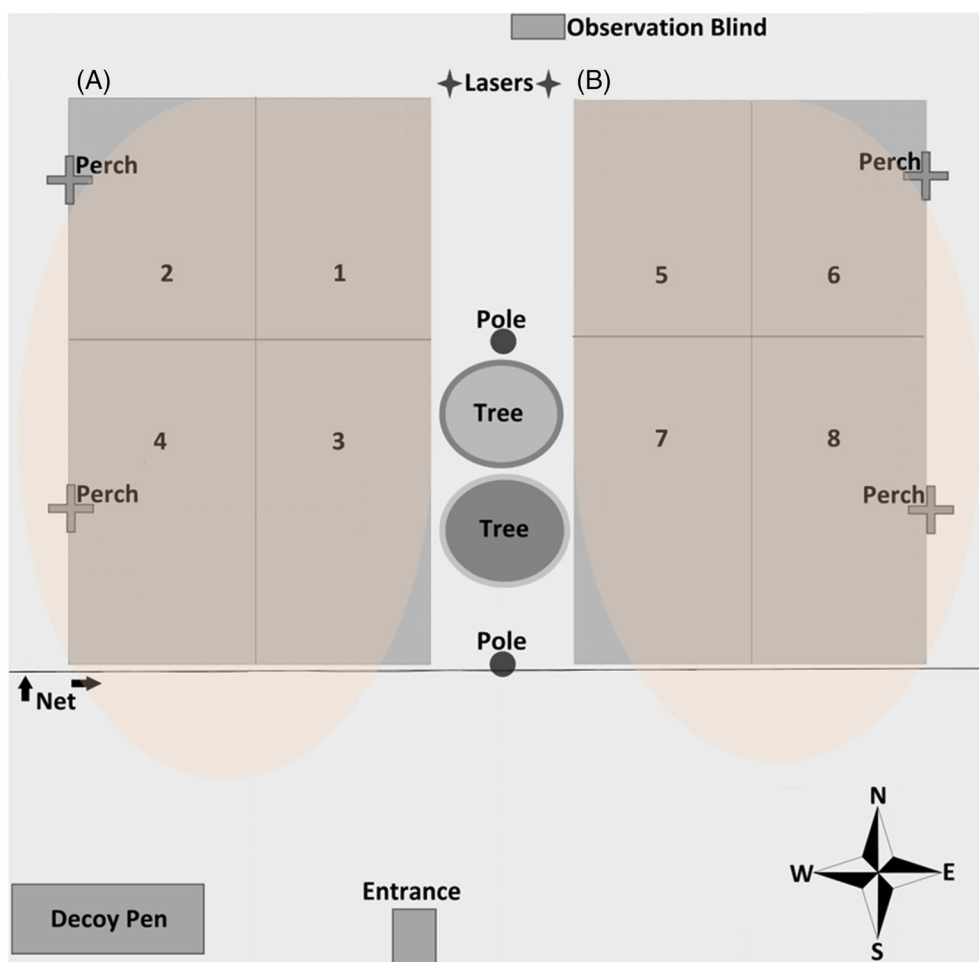 Observation Blind
(A)
Lasers
(B)
Perch
Perch
2
1
5
6
Pole
Tree
4
3
7
8
Perch
Perch
Tree
Pole
Net
N
W
E
S
Entrance
Decoy Pen